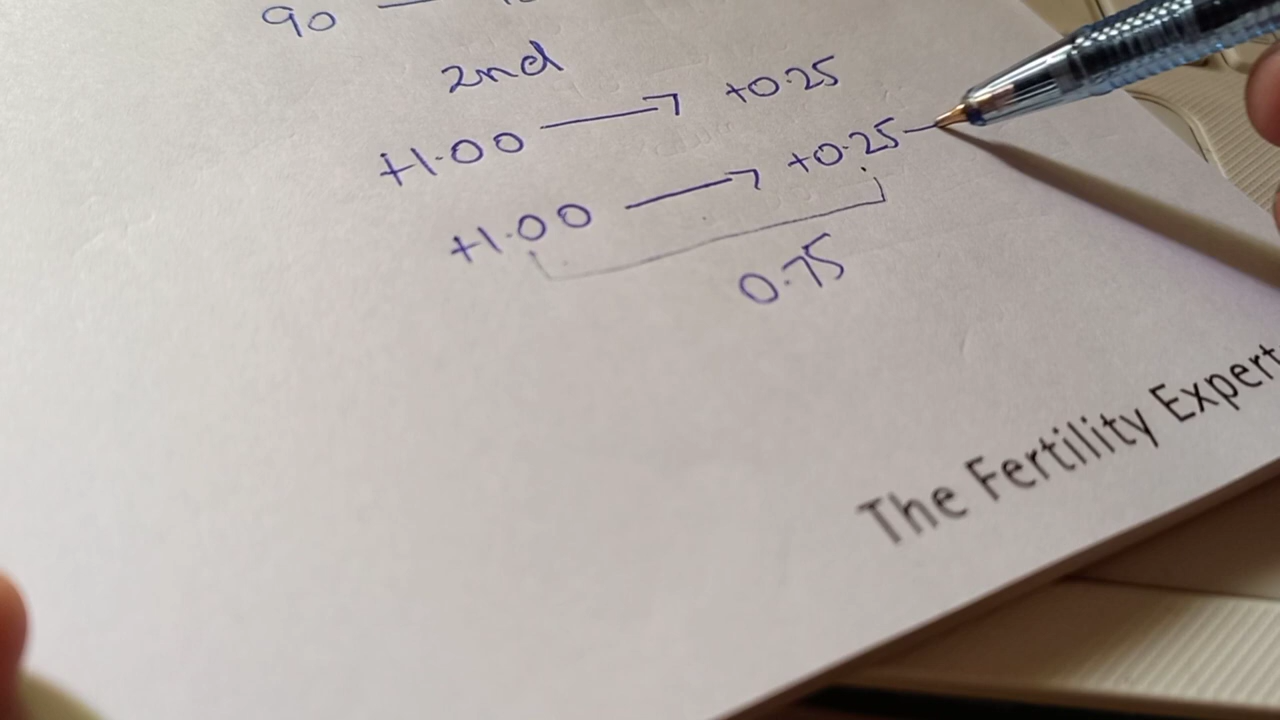 90 —
2nd
+1.00 → +0.25
+1.00 → +0.25 —
0.75
The Fertility Expert